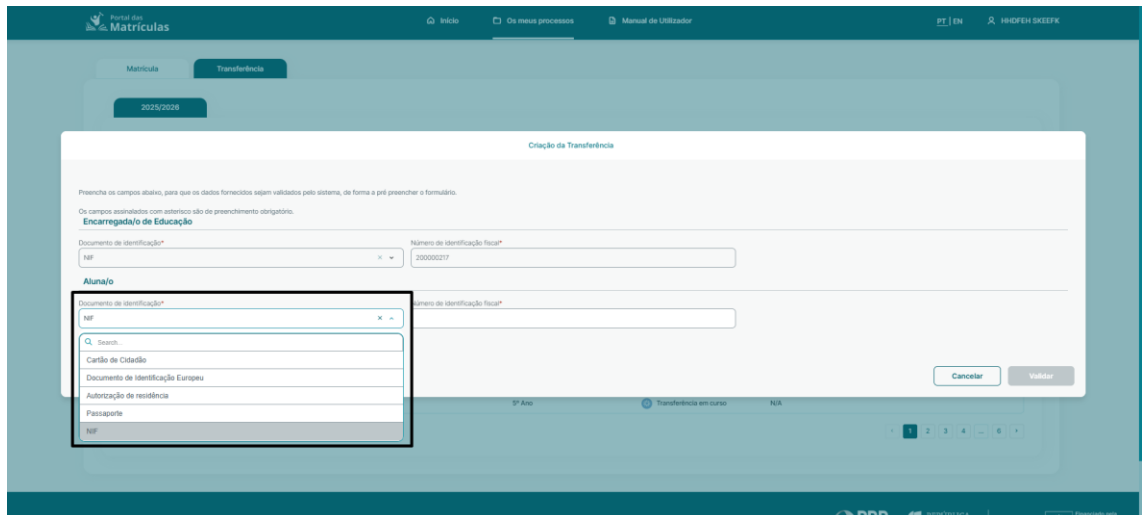 Portal das
Matrículas
Início
Os meus processos
Manual de Utilizador
PT | EN
HHDFEH SKEEFK
Matrícula
Transferência
2025/2026
Criação da Transferência
Preencha os campos abaixo, para que os dados fornecidos sejam validados pelo sistema, de forma a pré preencher o formulário.
Os campos assinalados com asterisco são de preenchimento obrigatório.
Encarregada/o de Educação
Documento de identificação*
Número de identificação fiscal*
NIF
200000217
Aluna/o
Documento de identificação*
Número de identificação fiscal*
NIF
Search...
Cartão de Cidadão
Documento de Identificação Europeu
Autorização de residência
Passaporte
NIF
Cancelar
Validar
5º Ano
Transferência em curso
N/A
1 2 3 4 ... 6
PRR
Financiado pela